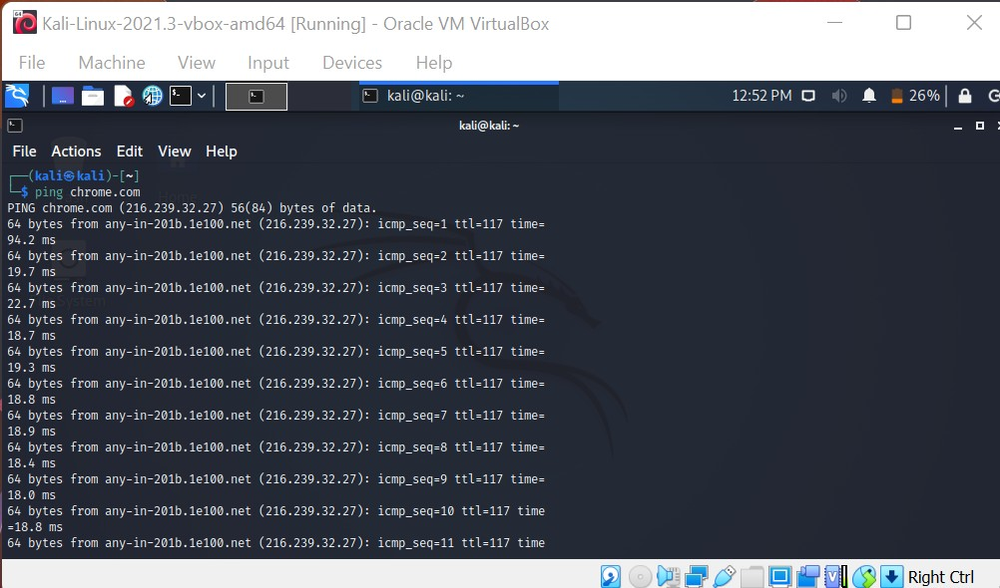 Kali-Linux-2021.3-vbox-amd64 [Running] - Oracle VM VirtualBox
File Machine View Input Devices Help
kali@kali: ~ 12:52 PM 26%
kali@kali: ~
File Actions Edit View Help
┌──(kali㉿kali)-[~]
└─$ ping chrome.com
PING chrome.com (216.239.32.27) 56(84) bytes of data.
64 bytes from any-in-201b.1e100.net (216.239.32.27): icmp_seq=1 ttl=117 time=
94.2 ms
64 bytes from any-in-201b.1e100.net (216.239.32.27): icmp_seq=2 ttl=117 time=
19.7 ms
64 bytes from any-in-201b.1e100.net (216.239.32.27): icmp_seq=3 ttl=117 time=
22.7 ms
64 bytes from any-in-201b.1e100.net (216.239.32.27): icmp_seq=4 ttl=117 time=
18.7 ms
64 bytes from any-in-201b.1e100.net (216.239.32.27): icmp_seq=5 ttl=117 time=
19.3 ms
64 bytes from any-in-201b.1e100.net (216.239.32.27): icmp_seq=6 ttl=117 time=
18.8 ms
64 bytes from any-in-201b.1e100.net (216.239.32.27): icmp_seq=7 ttl=117 time=
18.9 ms
64 bytes from any-in-201b.1e100.net (216.239.32.27): icmp_seq=8 ttl=117 time=
18.4 ms
64 bytes from any-in-201b.1e100.net (216.239.32.27): icmp_seq=9 ttl=117 time=
18.0 ms
64 bytes from any-in-201b.1e100.net (216.239.32.27): icmp_seq=10 ttl=117 time
=18.8 ms
64 bytes from any-in-201b.1e100.net (216.239.32.27): icmp_seq=11 ttl=117 time
Right Ctrl